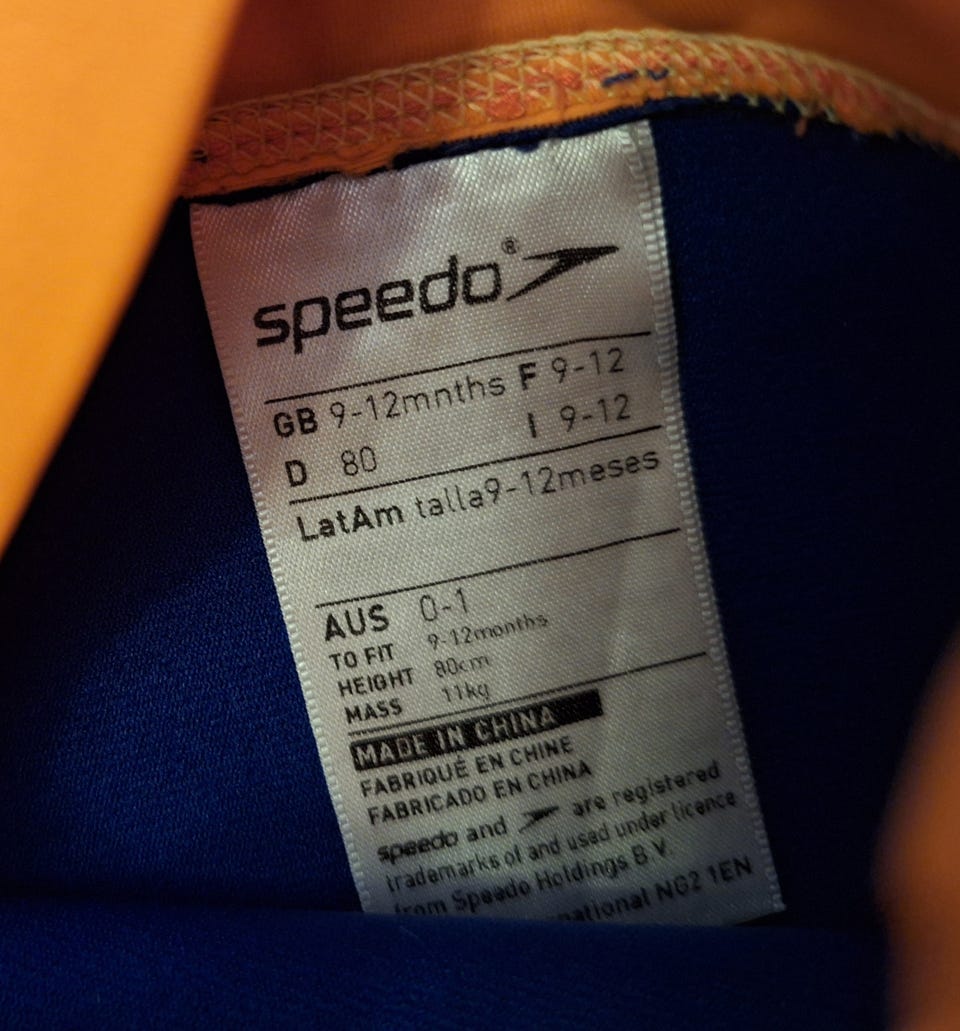 speedo®
GB 9-12mnths F 9-12
D 80 I 9-12
LatAm talla9-12meses
AUS 0-1
TO FIT 9-12months
HEIGHT 80cm
MASS 11kg
MADE IN CHINA
FABRIQUÉ EN CHINE
FABRICADO EN CHINA
speedo and are registered
trademarks of and used under licence
from Speedo Holdings B.V.
national NG2 1EN